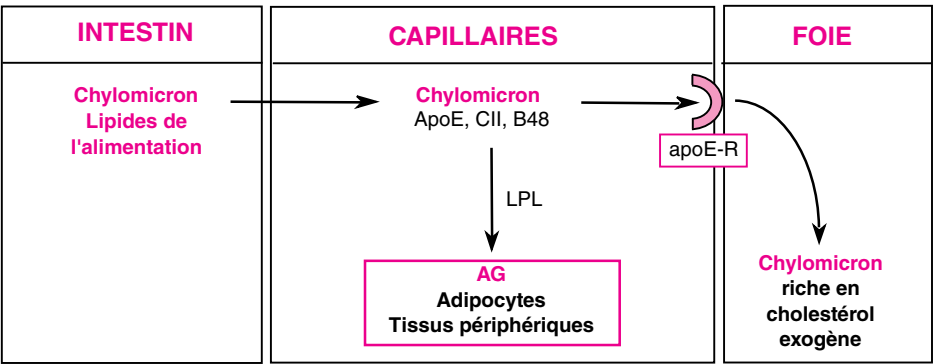 INTESTIN
CAPILLAIRES
FOIE
Chylomicron
Lipides de
l'alimentation
Chylomicron
ApoE, CII, B48
apoE-R
LPL
AG
Adipocytes
Tissus périphériques
Chylomicron
riche en
cholestérol
exogène